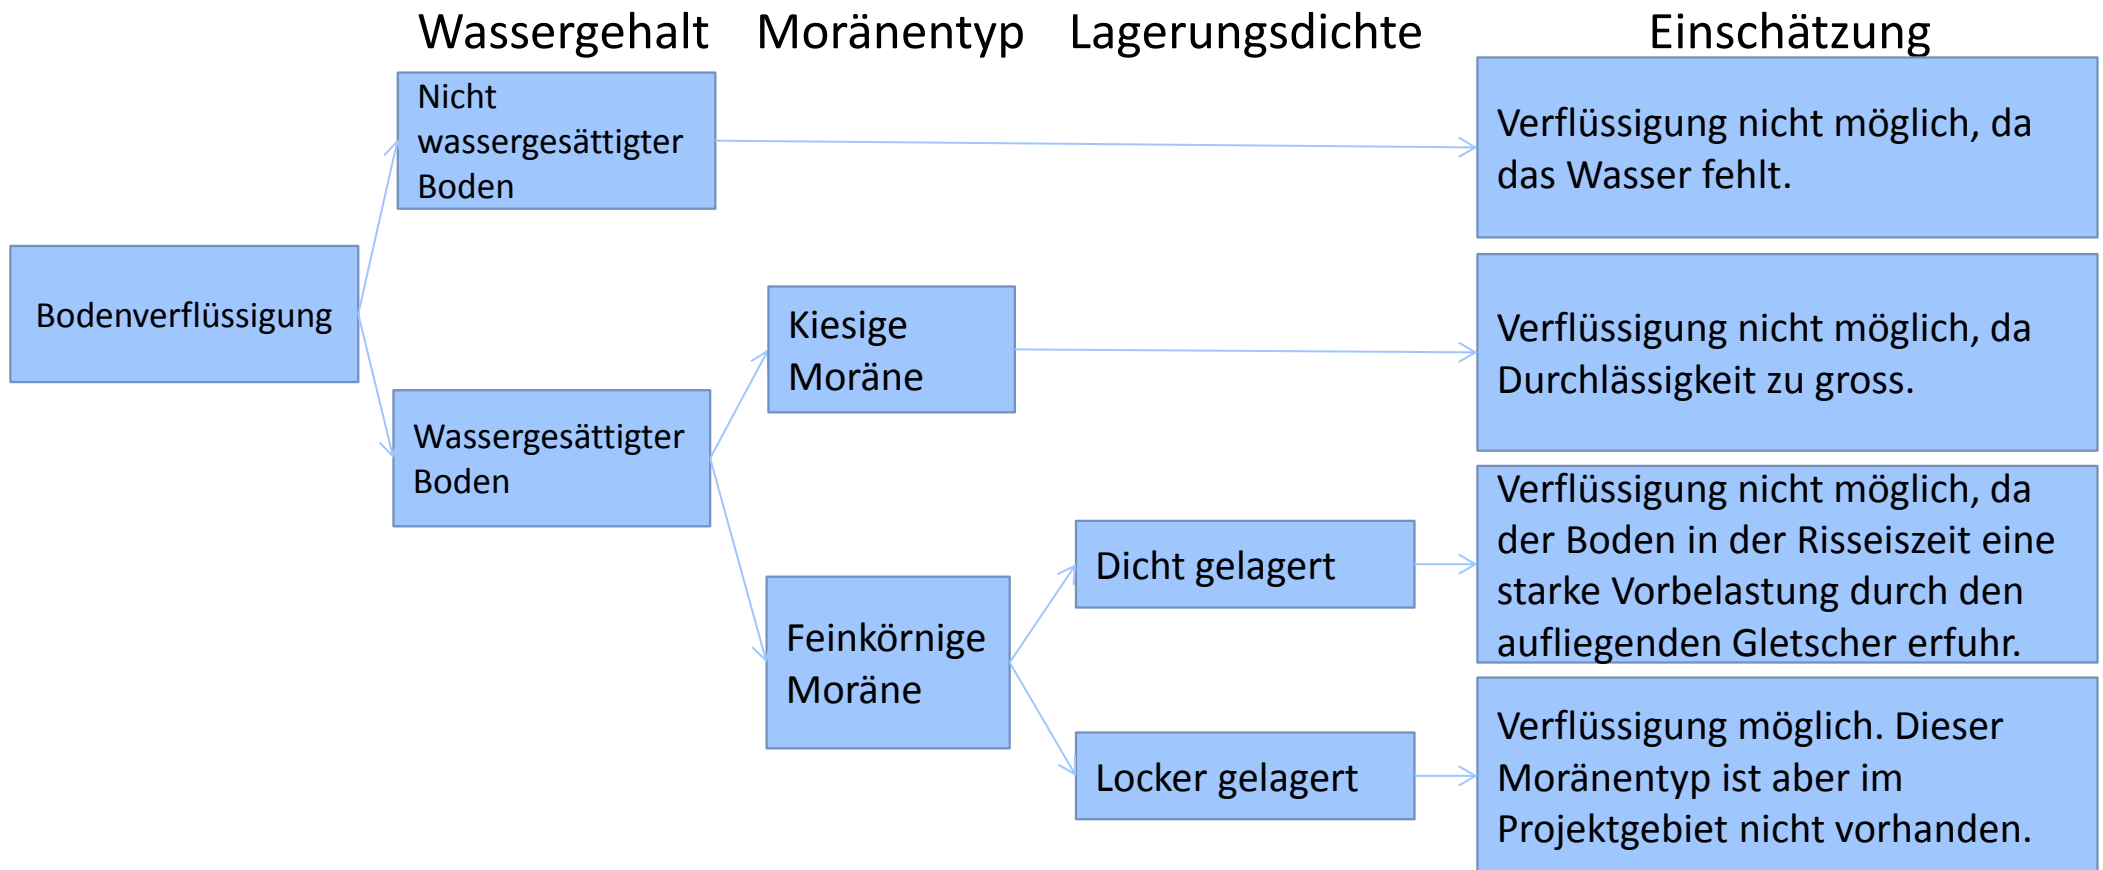 Wassergehalt Moränentyp Lagerungsdichte Einschätzung
Nicht
wassergesättigter
Boden
Verflüssigung nicht möglich, da
das Wasser fehlt.
Bodenverflüssigung
Kiesige
Moräne
Verflüssigung nicht möglich, da
Durchlässigkeit zu gross.
Wassergesättigter
Boden
Dicht gelagert
Verflüssigung nicht möglich, da
der Boden in der Risseiszeit eine
starke Vorbelastung durch den
aufliegenden Gletscher erfuhr.
Feinkörnige
Moräne
Locker gelagert
Verflüssigung möglich. Dieser
Moränentyp ist aber im
Projektgebiet nicht vorhanden.